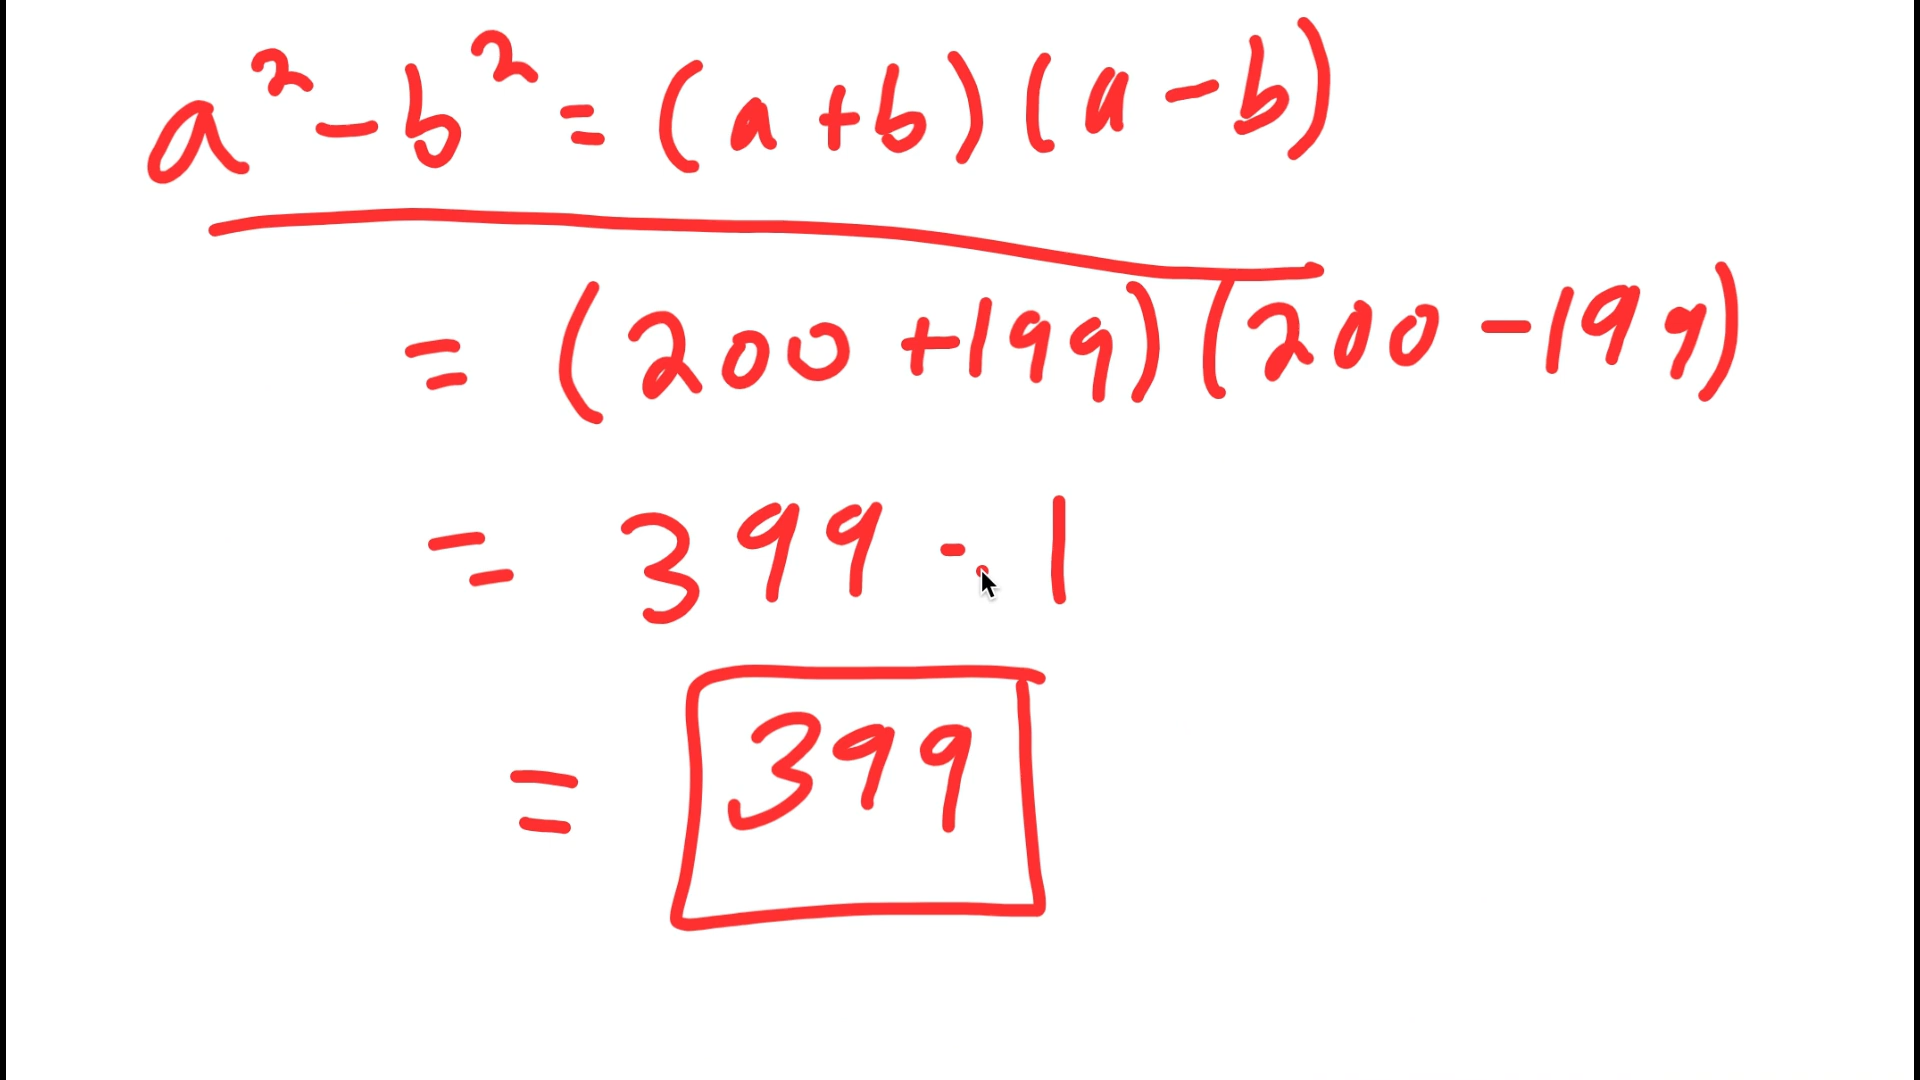 a² - b² = (a + b) (a - b)
= (200 + 199) (200 - 199)
= 399 - 1
= 399